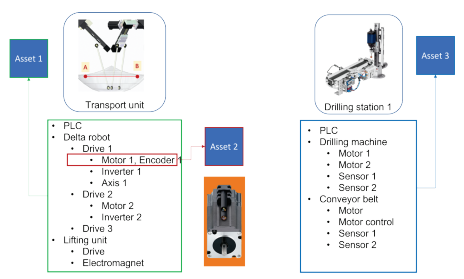 Asset 1
A
B
Transport unit
PLC
Delta robot
Drive 1
Motor 1, Encoder 1
Inverter 1
Axis 1
Drive 2
Motor 2
Inverter 2
Drive 3
Lifting unit
Drive
Electromagnet
Asset 2
Drilling station 1
Asset 3
PLC
Drilling machine
Motor 1
Motor 2
Sensor 1
Sensor 2
Conveyor belt
Motor
Motor control
Sensor 1
Sensor 2